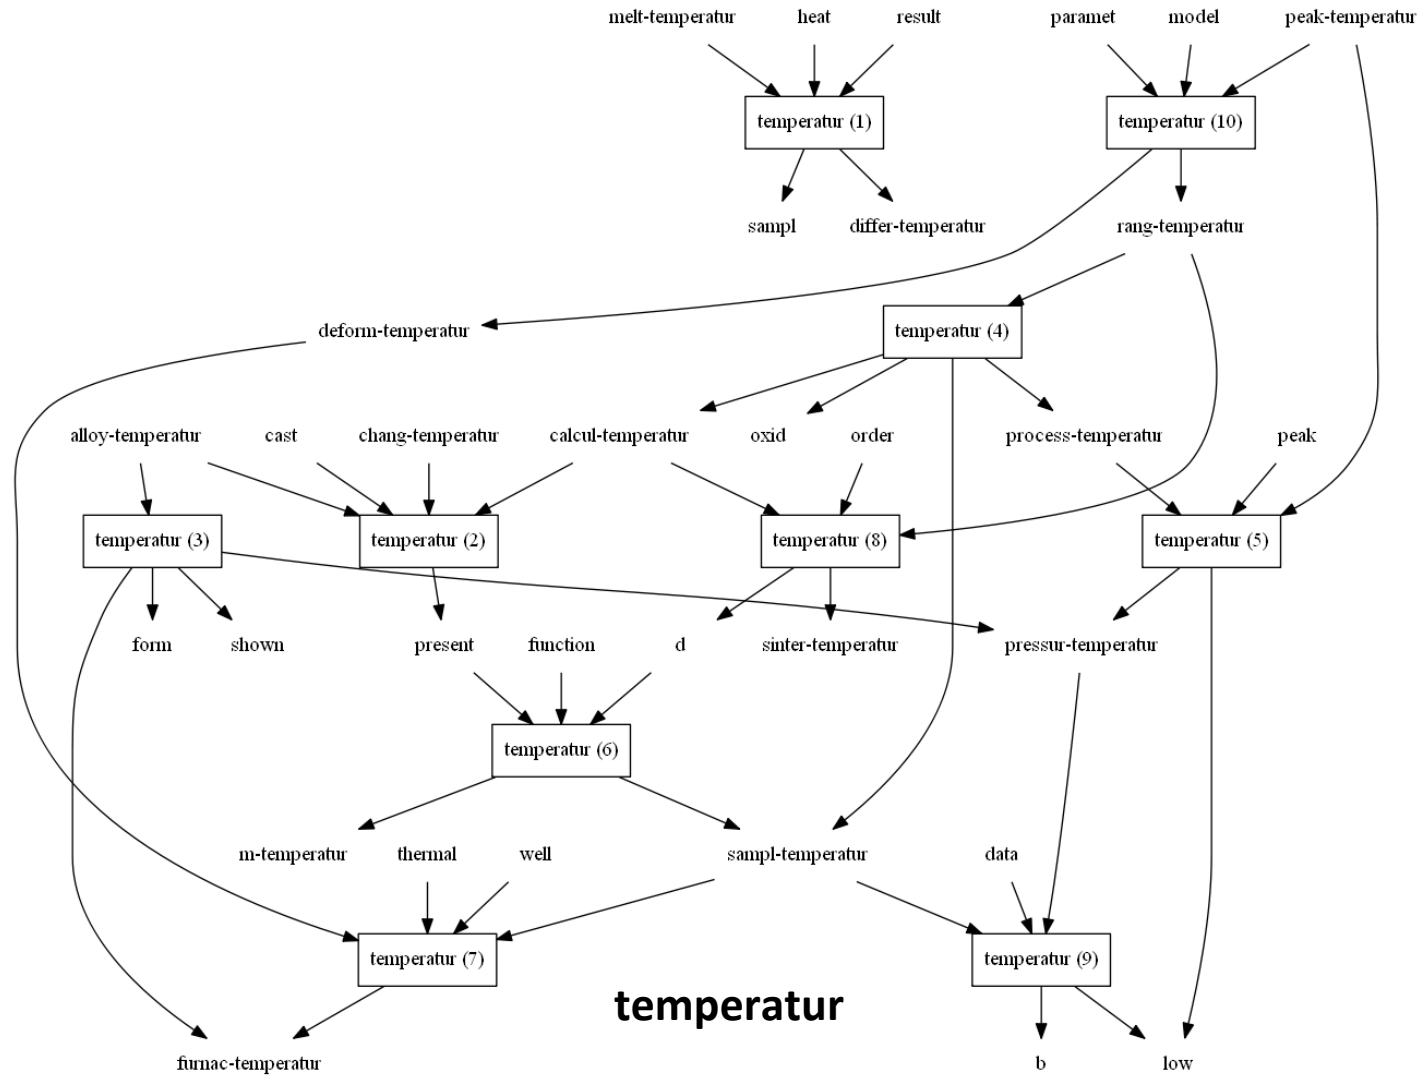 melt-temperatur heat result paramet model peak-temperatur
temperatur (1) temperatur (10)
sampl differ-temperatur rang-temperatur
deform-temperatur temperatur (4)
alloy-temperatur cast chang-temperatur calcul-temperatur oxid order process-temperatur peak
temperatur (3) temperatur (2) temperatur (8) temperatur (5)
form shown present function d sinter-temperatur pressur-temperatur
temperatur (6)
m-temperatur thermal well sampl-temperatur data
temperatur (7) temperatur (9)
temperatur
furnac-temperatur b low